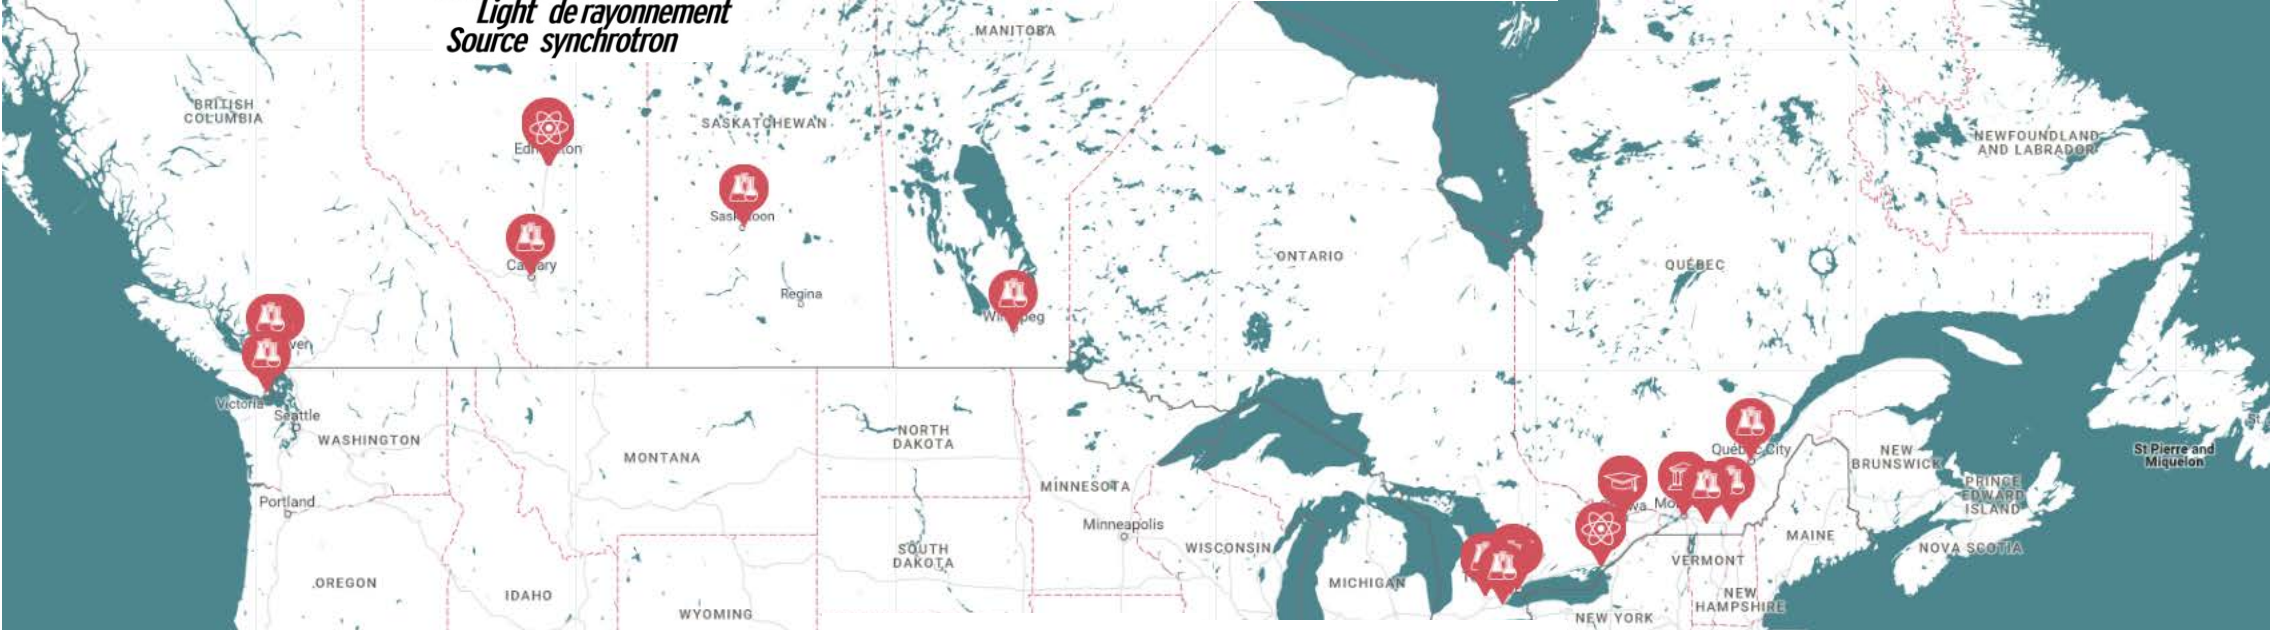 Light de rayonnement
Source synchrotron
MANITOBA
BRITISH
COLUMBIA
SASKATCHEWAN
NEWFOUNDLAND
AND LABRADOR
ONTARIO
QUÉBEC
Regina
Victoria
Seattle
WASHINGTON
MONTANA
NORTH
DAKOTA
MINNESOTA
Minneapolis
Portland
OREGON
IDAHO
WYOMING
SOUTH
DAKOTA
WISCONSIN
MICHIGAN
NEW YORK
VERMONT
NEW
HAMPSHIRE
MAINE
NEW
BRUNSWICK
PRINCE
EDWARD
ISLAND
NOVA SCOTIA
St Pierre and
Miquelon